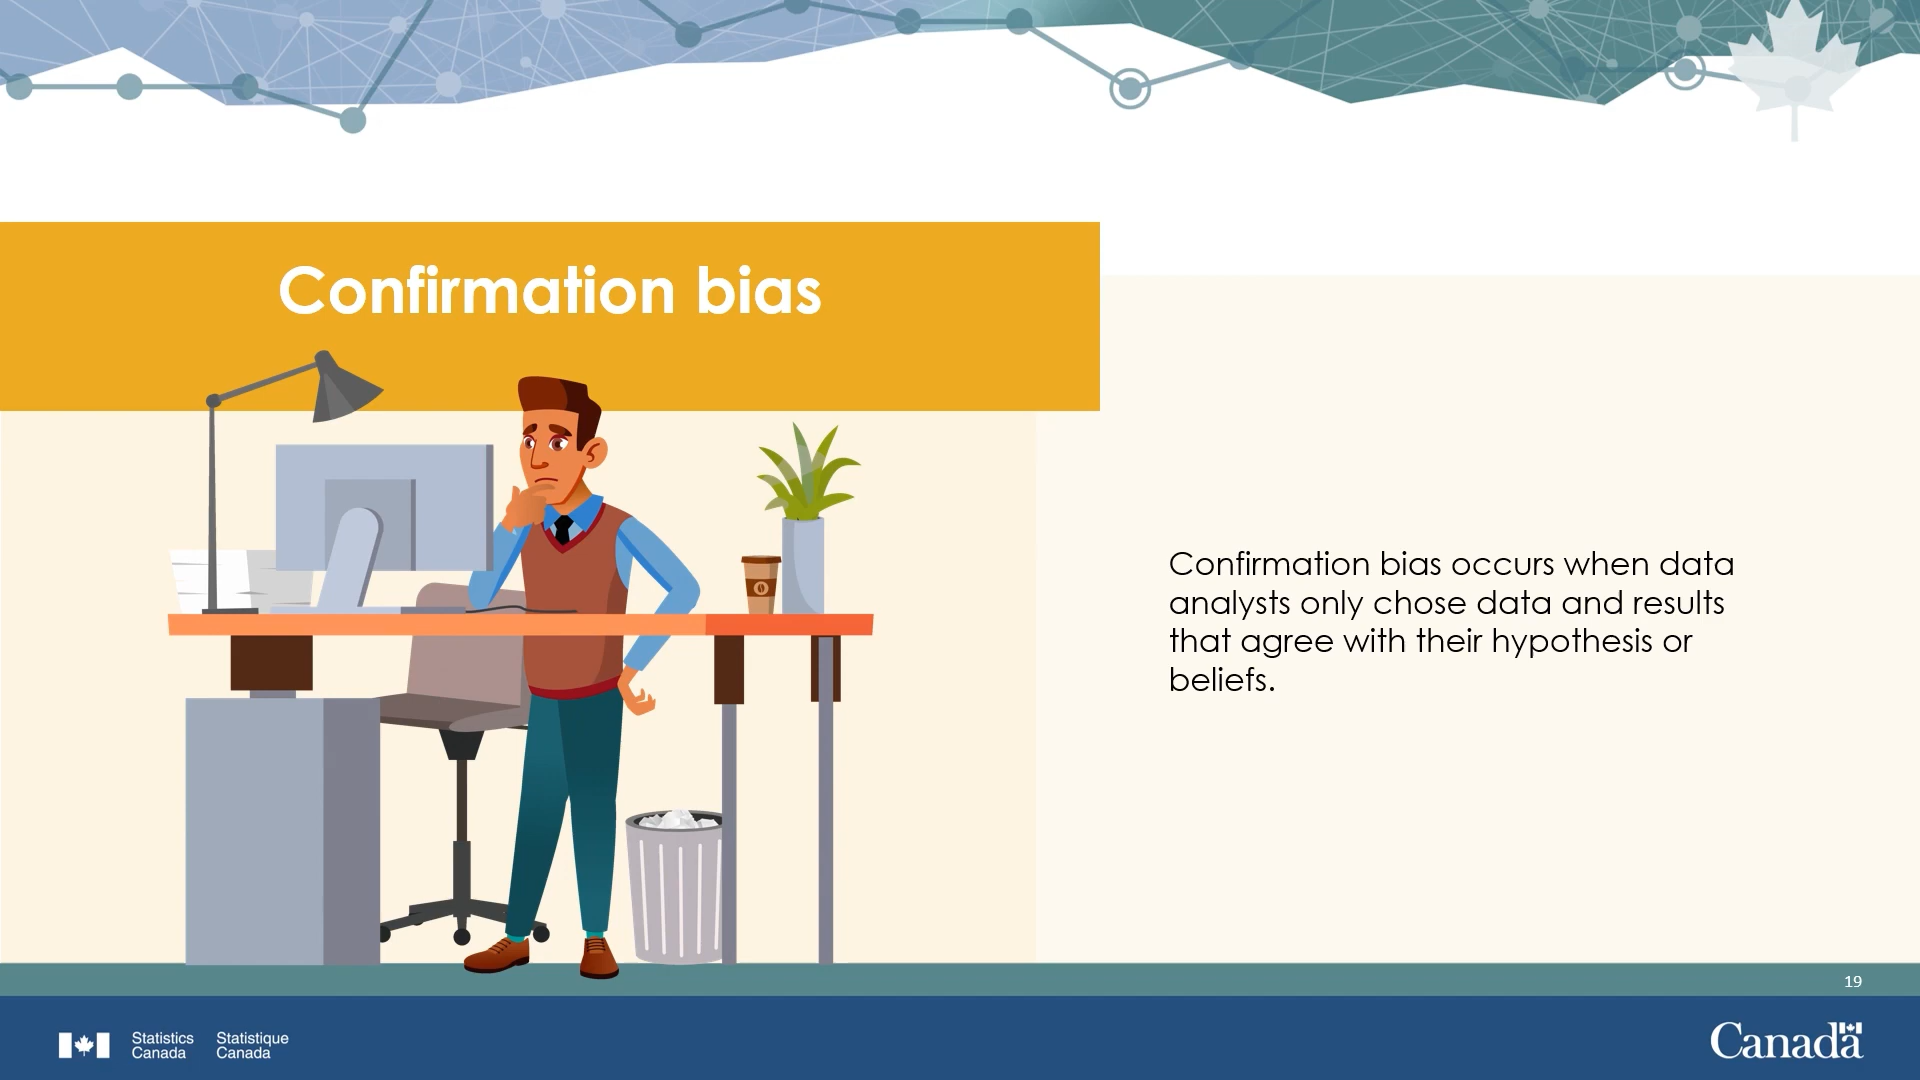 Confirmation bias
Confirmation bias occurs when data
analysts only chose data and results
that agree with their hypothesis or
beliefs.
19
Statistics
Canada
Statistique
Canada
Canada